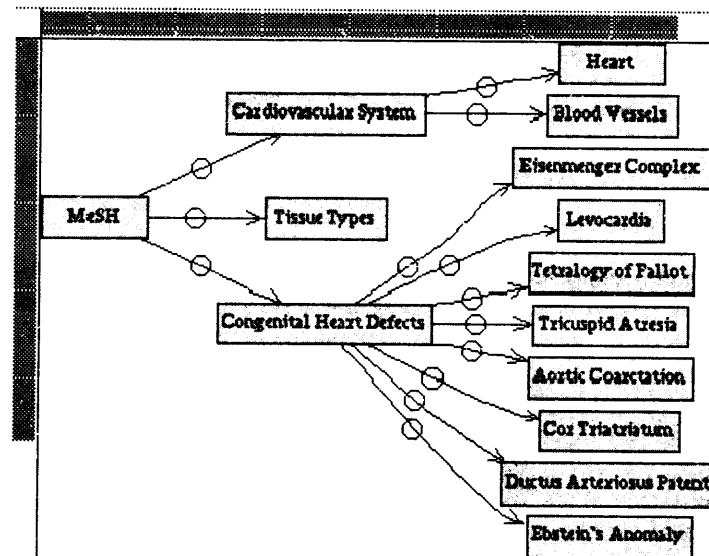 Heart
Cardiovascular System
Blood Vessels
Eisenmenger Complex
MeSH
Tissue Types
Levocardia
Tetralogy of Fallot
Congenital Heart Defects
Tricuspid Atresia
Aortic Coarctation
Cor Triatriatum
Ductus Arteriosus Patent
Ebstein's Anomaly